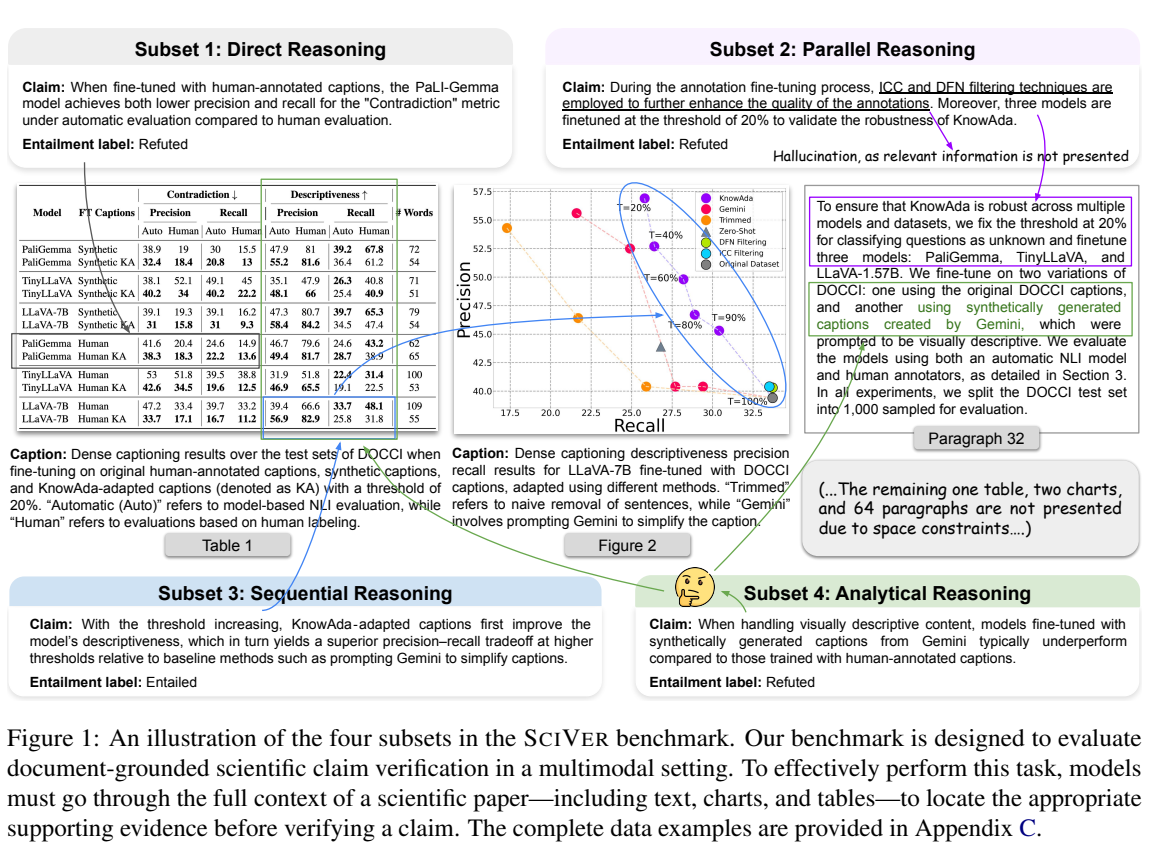 Subset 1: Direct Reasoning
Claim: When fine-tuned with human-annotated captions, the PaLI-Gemma
model achieves both lower precision and recall for the "Contradiction" metric
under automatic evaluation compared to human evaluation.
Entailment label: Refuted
Subset 2: Parallel Reasoning
Claim: During the annotation fine-tuning process, ICC and DFN filtering techniques are
employed to further enhance the quality of the annotations. Moreover, three models are
finetuned at the threshold of 20% to validate the robustness of KnowAda.
Entailment label: Refuted
Hallucination, as relevant information is not presented
Contradiction ↓ Descriptiveness ↑
Model FT Captions Precision Recall Precision Recall # Words
Auto Human Auto Human Auto Human Auto Human
PaliGemma Synthetic 38.9 19 30 15.5 47.9 81 39.2 67.8 72
PaliGemma Synthetic KA 32.4 18.4 20.8 13 55.2 81.6 36.4 61.2 54
TinyLLaVA Synthetic 38.1 52.1 49.1 45 35.1 47.9 26.3 40.8 71
TinyLLaVA Synthetic KA 40.2 34 40.2 22.2 48.1 66 25.4 40.9 51
LLaVA-7B Synthetic 39.1 19.3 39.1 16.2 47.3 80.7 39.7 65.3 79
LLaVA-7B Synthetic KA 31 15.8 31 9.3 58.4 84.2 34.5 47.4 54
PaliGemma Human 41.6 20.4 24.6 14.9 46 79.6 24.6 43.2 62
PaliGemma Human KA 38.3 18.3 22.2 13.6 49.4 81.7 28.7 38.9 65
TinyLLaVA Human 53 51.8 39.5 38.8 31.9 51.8 22.4 31.4 100
TinyLLaVA Human KA 42.6 34.5 19.6 12.5 46.9 65.5 19.1 22.5 53
LLaVA-7B Human 47.2 33.4 39.7 33.2 39.4 66.6 33.7 48.1 109
LLaVA-7B Human KA 33.7 17.1 16.7 11.2 56.9 82.9 25.8 31.8 55
Caption: Dense captioning results over the test sets of DOCCI when
fine-tuning on original human-annotated captions, synthetic captions,
and KnowAda-adapted captions (denoted as KA) with a threshold of
20%. “Automatic (Auto)” refers to model-based NLI evaluation, while
“Human” refers to evaluations based on human labeling.
Table 1
57.5
55.0
52.5
50.0
47.5
45.0
42.5
40.0
Precision
17.5 20.0 22.5 25.0 27.5 30.0 32.5
Recall
T=20%
T=40%
T=60%
T=80%
T=90%
T=100%
KnowAda
Gemini
Trimmed
Zero-Shot
DFN Filtering
ICC Filtering
Original Dataset
Caption: Dense captioning descriptiveness precision
recall results for LLaVA-7B fine-tuned with DOCCI
captions, adapted using different methods. “Trimmed”
refers to naive removal of sentences, while “Gemini”
involves prompting Gemini to simplify the caption.
Figure 2
To ensure that KnowAda is robust across multiple
models and datasets, we fix the threshold at 20%
for classifying questions as unknown and finetune
three models: PaliGemma, TinyLLaVA, and
LLaVA-1.57B. We fine-tune on two variations of
DOCCI: one using the original DOCCI captions,
and another using synthetically generated
captions created by Gemini, which were
prompted to be visually descriptive. We evaluate
the models using both an automatic NLI model
and human annotators, as detailed in Section 3.
In all experiments, we split the DOCCI test set
into 1,000 sampled for evaluation.
Paragraph 32
(...The remaining one table, two charts,
and 64 paragraphs are not presented
due to space constraints....)
Subset 3: Sequential Reasoning
Claim: With the threshold increasing, KnowAda-adapted captions first improve the
model’s descriptiveness, which in turn yields a superior precision–recall tradeoff at higher
thresholds relative to baseline methods such as prompting Gemini to simplify captions.
Entailment label: Entailed
Subset 4: Analytical Reasoning
Claim: When handling visually descriptive content, models fine-tuned with
synthetically generated captions from Gemini typically underperform
compared to those trained with human-annotated captions.
Entailment label: Refuted
Figure 1: An illustration of the four subsets in the SCIVER benchmark. Our benchmark is designed to evaluate
document-grounded scientific claim verification in a multimodal setting. To effectively perform this task, models
must go through the full context of a scientific paper—including text, charts, and tables—to locate the appropriate
supporting evidence before verifying a claim. The complete data examples are provided in Appendix C.